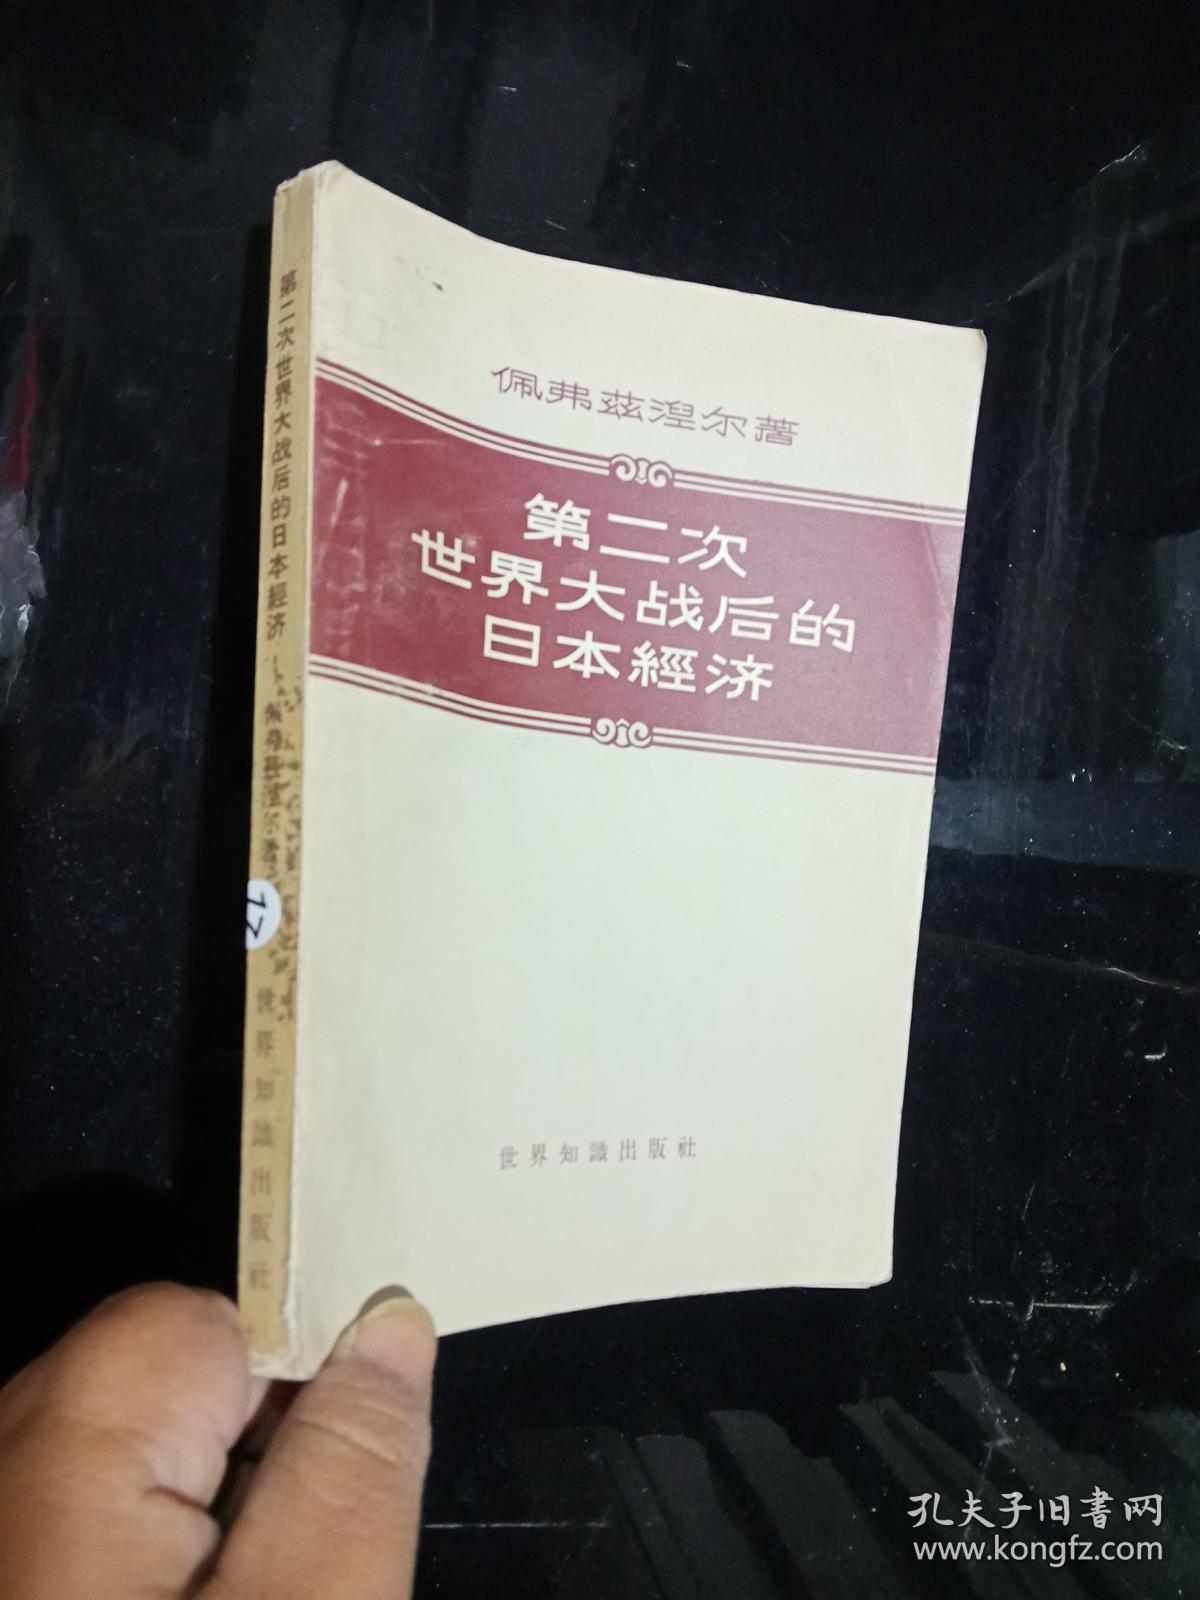 佩弗兹湼尔著
第二次
世界大战后的
日本經济
世界知識出版社
第二次世界大战后的日本經济
佩弗兹湼尔著
17
世界知識出版社
孔夫子旧書网
www.kongfz.com